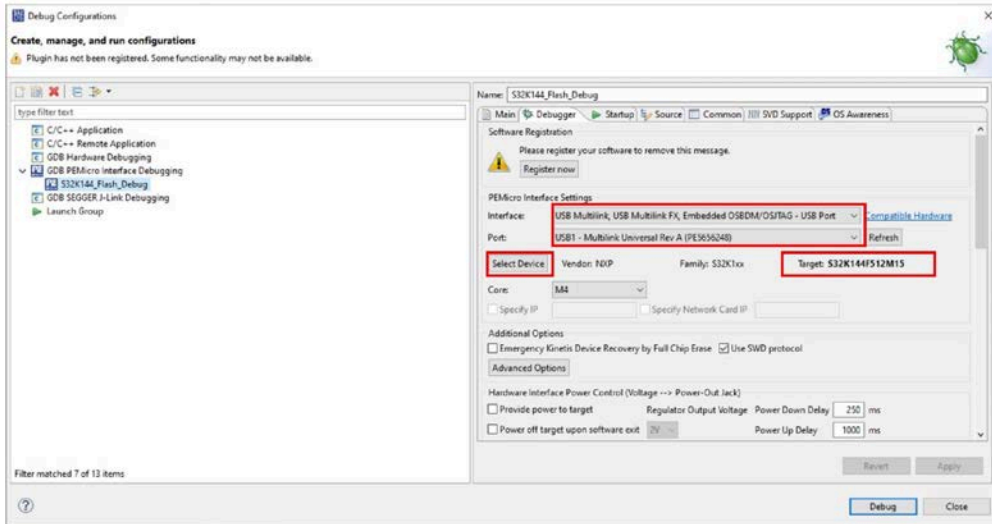 Debug Configurations
Create, manage, and run configurations
Plugin has not been registered. Some functionality may not be available.
type filter text
C/C++ Application
C/C++ Remote Application
GDB Hardware Debugging
GDB PEMicro Interface Debugging
S32K144_Flash_Debug
GDB SEGGER J-Link Debugging
Launch Group
Filter matched 7 of 13 items
Name: S32K144_Flash_Debug
Main Debugger Startup Source Common SVD Support OS Awareness
Software Registration
Please register your software to remove this message.
Register now
PEMicro Interface Settings
Interface: USB Multilink, USB Multilink FX, Embedded OSBDM/OSJTAG - USB Port Compatible Hardware
Port: USB1 - Multilink Universal Rev A (PE5656248) Refresh
Select Device Vendor: NXP Family: S32K1xx Target: S32K144F512M15
Core: M4
Specify IP Specify Network Card IP
Additional Options
Emergency Kinetis Device Recovery by Full Chip Erase Use SWD protocol
Advanced Options
Hardware Interface Power Control (Voltage --> Power-Out Jack)
Provide power to target Regulator Output Voltage Power Down Delay 250 ms
Power off target upon software exit 2V Power Up Delay 1000 ms
Revert Apply
Debug Close